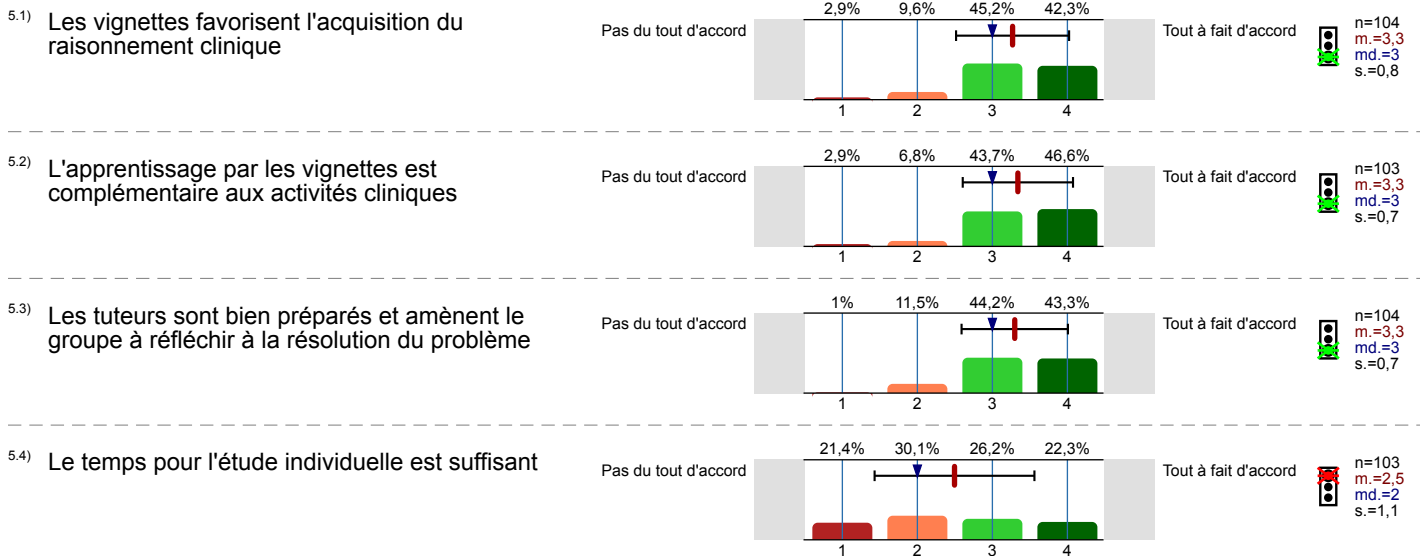 5.1) Les vignettes favorisent l'acquisition du
raisonnement clinique
Pas du tout d'accord
2,9% 9,6% 45,2% 42,3%
1 2 3 4
Tout à fait d'accord
n=104
m.=3,3
md.=3
s.=0,8
5.2) L'apprentissage par les vignettes est
complémentaire aux activités cliniques
Pas du tout d'accord
2,9% 6,8% 43,7% 46,6%
1 2 3 4
Tout à fait d'accord
n=103
m.=3,3
md.=3
s.=0,7
5.3) Les tuteurs sont bien préparés et amènent le
groupe à réfléchir à la résolution du problème
Pas du tout d'accord
1% 11,5% 44,2% 43,3%
1 2 3 4
Tout à fait d'accord
n=104
m.=3,3
md.=3
s.=0,7
5.4) Le temps pour l'étude individuelle est suffisant
Pas du tout d'accord
21,4% 30,1% 26,2% 22,3%
1 2 3 4
Tout à fait d'accord
n=103
m.=2,5
md.=2
s.=1,1